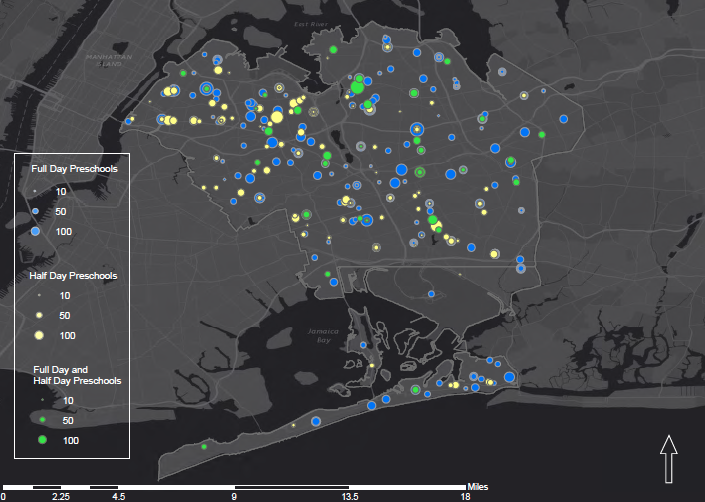 East River
MANHATTAN
ISLAND
Full Day Preschools
10
50
100
Half Day Preschools
10
50
100
Full Day and
Half Day Preschools
10
50
100
Jamaica
Bay
Miles
0 2.25 4.5 9 13.5 18